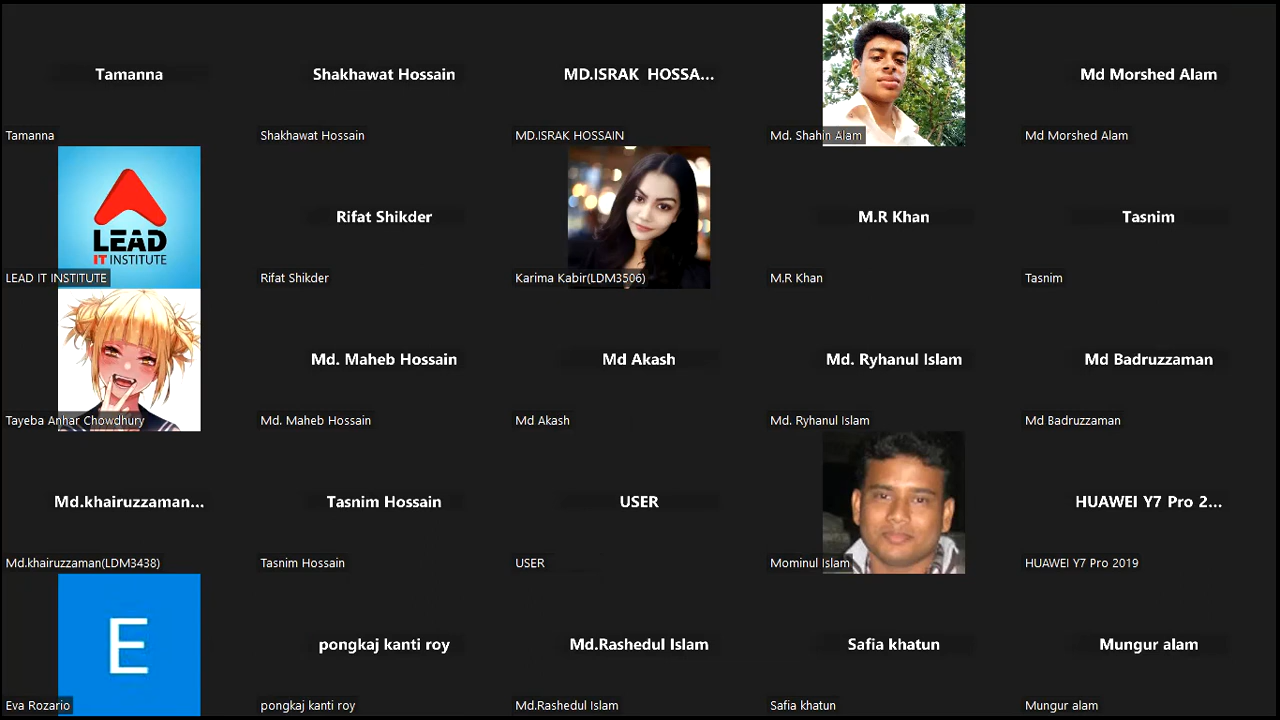 Tamanna
Tamanna
Shakhawat Hossain
Shakhawat Hossain
MD.ISRAK HOSSA...
MD.ISRAK HOSSAIN
Md. Shahin Alam
Md Morshed Alam
Md Morshed Alam
LEAD
IT INSTITUTE
LEAD IT INSTITUTE
Rifat Shikder
Rifat Shikder
Karima Kabir(LDM3506)
M.R Khan
M.R Khan
Tasnim
Tasnim
Tayeba Anhar Chowdhury
Md. Maheb Hossain
Md. Maheb Hossain
Md Akash
Md Akash
Md. Ryhanul Islam
Md. Ryhanul Islam
Md Badruzzaman
Md Badruzzaman
Md.khairuzzaman...
Md.khairuzzaman(LDM3438)
Tasnim Hossain
Tasnim Hossain
USER
USER
Mominul Islam
HUAWEI Y7 Pro 2...
HUAWEI Y7 Pro 2019
E
Eva Rozario
pongkaj kanti roy
pongkaj kanti roy
Md.Rashedul Islam
Md.Rashedul Islam
Safia khatun
Safia khatun
Mungur alam
Mungur alam